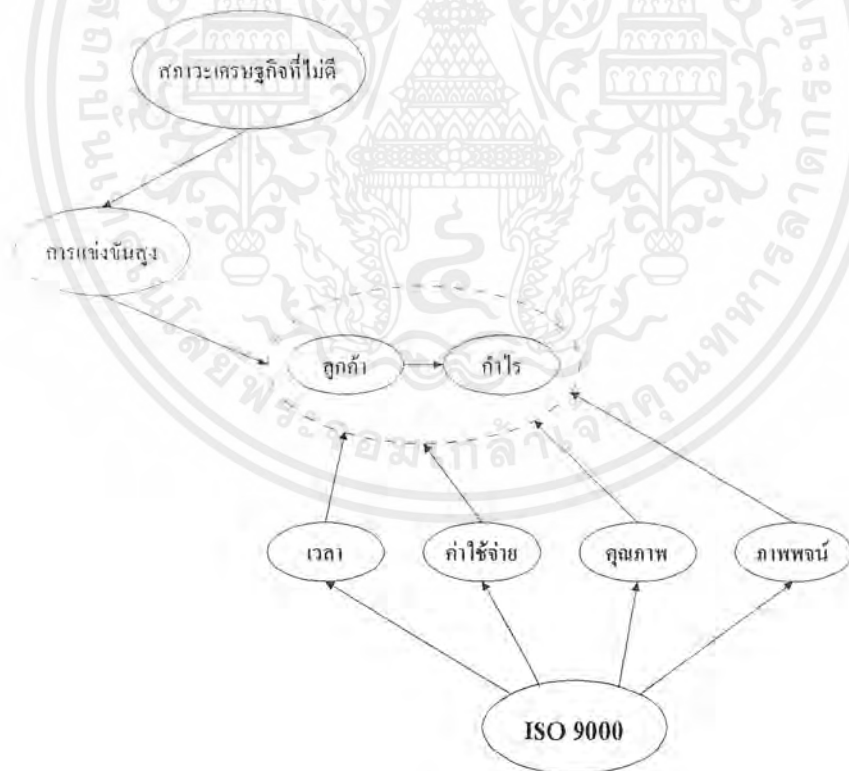 สภาวะเศรษฐกิจที่ไม่ดี
การแข่งขันสูง
ลูกค้า
กำไร
เวลา
ค่าใช้จ่าย
คุณภาพ
ภาพพจน์
ISO 9000